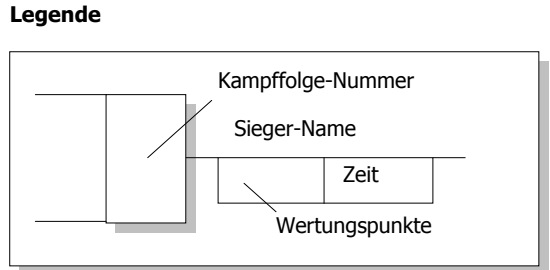 Legende
Kampffolge-Nummer
Sieger-Name
Zeit
Wertungspunkte